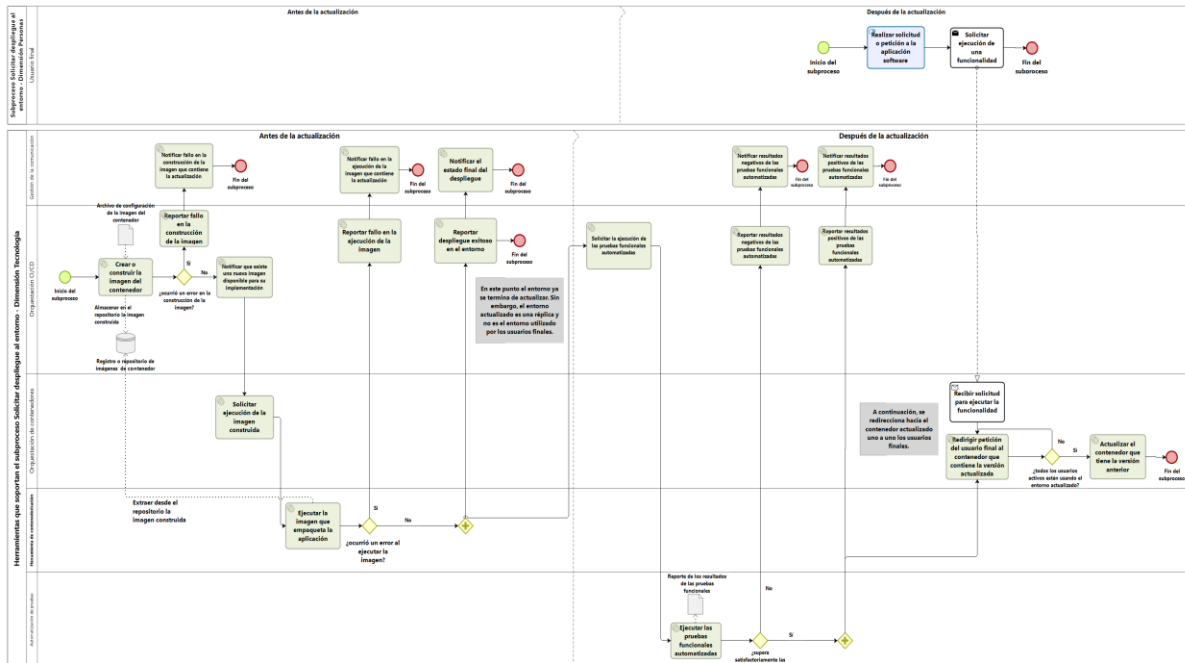 Subproceso Solicitar despliegue al
entorno - Dimensión Personas
Usuario final
Antes de la actualización
Después de la actualización
Inicio del
subproceso
Realizar solicitud
o petición a la
aplicación
software
Solicitar
ejecución de
una
funcionalidad
Fin del
suboroceso
Herramientas que soportan el subproceso Solicitar despliegue al entorno - Dimensión Tecnología
Antes de la actualización
Después de la actualización
Gestión de la comunicación
Notificar fallo en la
construcción de la
imagen que contiene
la actualización
Fin del
subproceso
Notificar fallo en la
ejecución de la
imagen que contiene
la actualización
Fin del
subproceso
Notificar el
estado final del
despliegue
Fin del
subproceso
Notificar resultados
negativos de las
pruebas funcionales
automatizadas
Fin del
subproceso
Notificar resultados
positivos de las
pruebas funcionales
automatizadas
Fin del
subproceso
Orquestación CI/CD
Archivo de configuración
de la imagen del
contenedor
Reportar fallo
en la
construcción
de la imagen
Inicio del
subproceso
Crear o
construir la
imagen del
contenedor
Si
No
¿ocurrió un error en la
construcción de la
imagen?
Notificar que existe
una nueva imagen
disponible para su
implementación
Almacenar en el
repositorio la imagen
construida
Registro o repositorio de
imágenes de contenedor
Reportar fallo en la
ejecución de la
imagen
Reportar
despliegue exitoso
en el entorno
Fin del
subproceso
En este punto el entorno ya
se termina de actualizar. Sin
embargo, el entorno
actualizado es una réplica y
no es el entorno utilizado
por los usuarios finales.
Solicitar la ejecución de
las pruebas funcionales
automatizadas
Reportar resultados
negativos de las
pruebas funcionales
automatizadas
Reportar resultados
positivos de las
pruebas
funcionales
automatizadas
Orquestación de contenedores
Solicitar
ejecución de la
imagen
construida
Recibir solicitud
para ejecutar la
funcionalidad
A continuación, se
redirecciona hacia el
contenedor actualizado
uno a uno los usuarios
finales.
Redirigir petición
del usuario final al
contenedor que
contiene la versión
actualizada
No
Si
¿todos los usuarios
activos están usando el
entorno actualizado?
Actualizar el
contenedor que
tiene la versión
anterior
Fin del
subproceso
Extraer desde el
repositorio la
imagen construida
Ejecutar la
imagen que
empaqueta la
aplicación
Si
No
¿ocurrió un error al
ejecutar la
imagen?
Automatización de pruebas
Reporte de los resultados
de las pruebas
funcionales
Ejecutar las
pruebas
funcionales
automatizadas
No
Si
¿supera
satisfactoriamente las